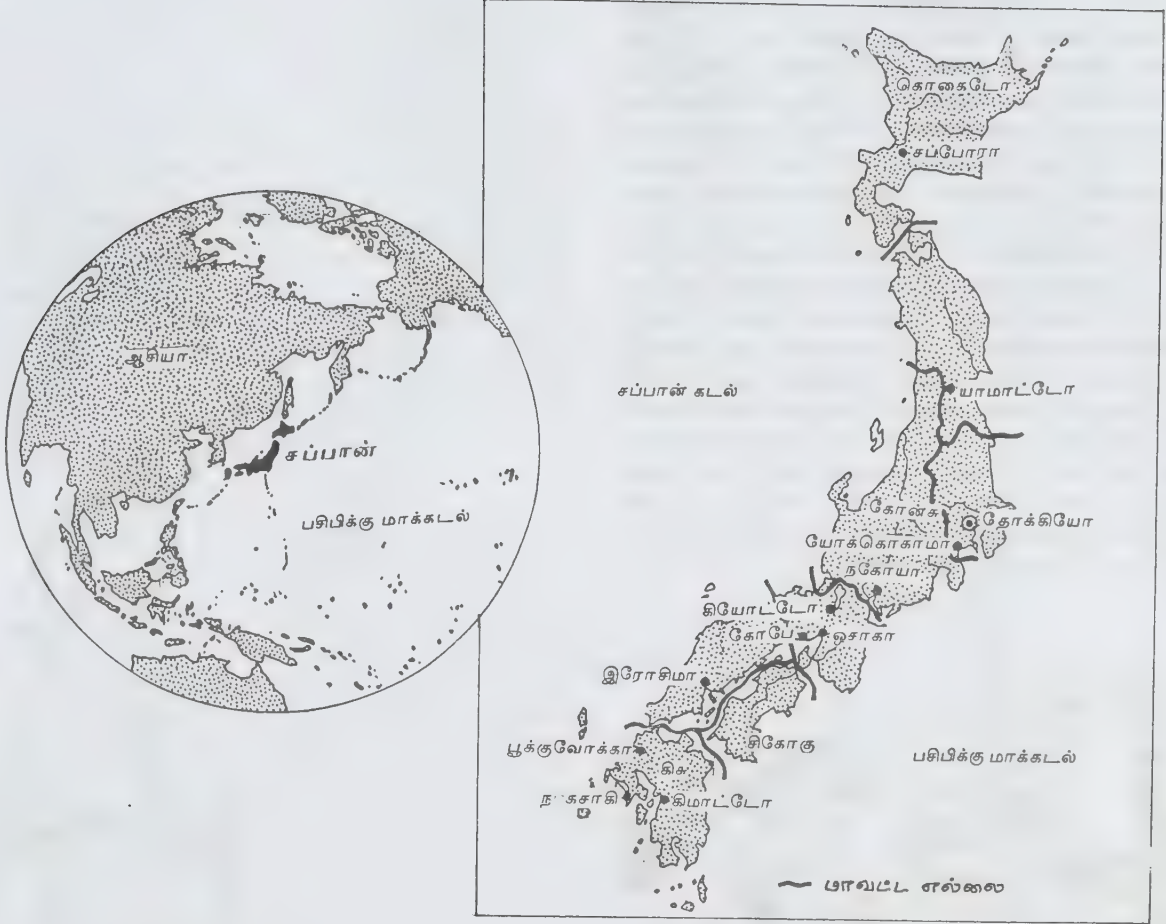 ஆசியா
சப்பான்
பசிபிக்கு மாக்கடல்
கொகைடோ
சப்போரா
சப்பான் கடல்
யாமாட்டோ
கோன்சு
தோக்கியோ
யோக்கொகாமா
நகோயா
கியோட்டோ
கோபே
ஒசாகா
இரோசிமா
சிகோகு
பூக்குவோக்கா
கிசு
பசிபிக்கு மாக்கடல்
கிமாட்டோ
மாவட்ட எல்லை